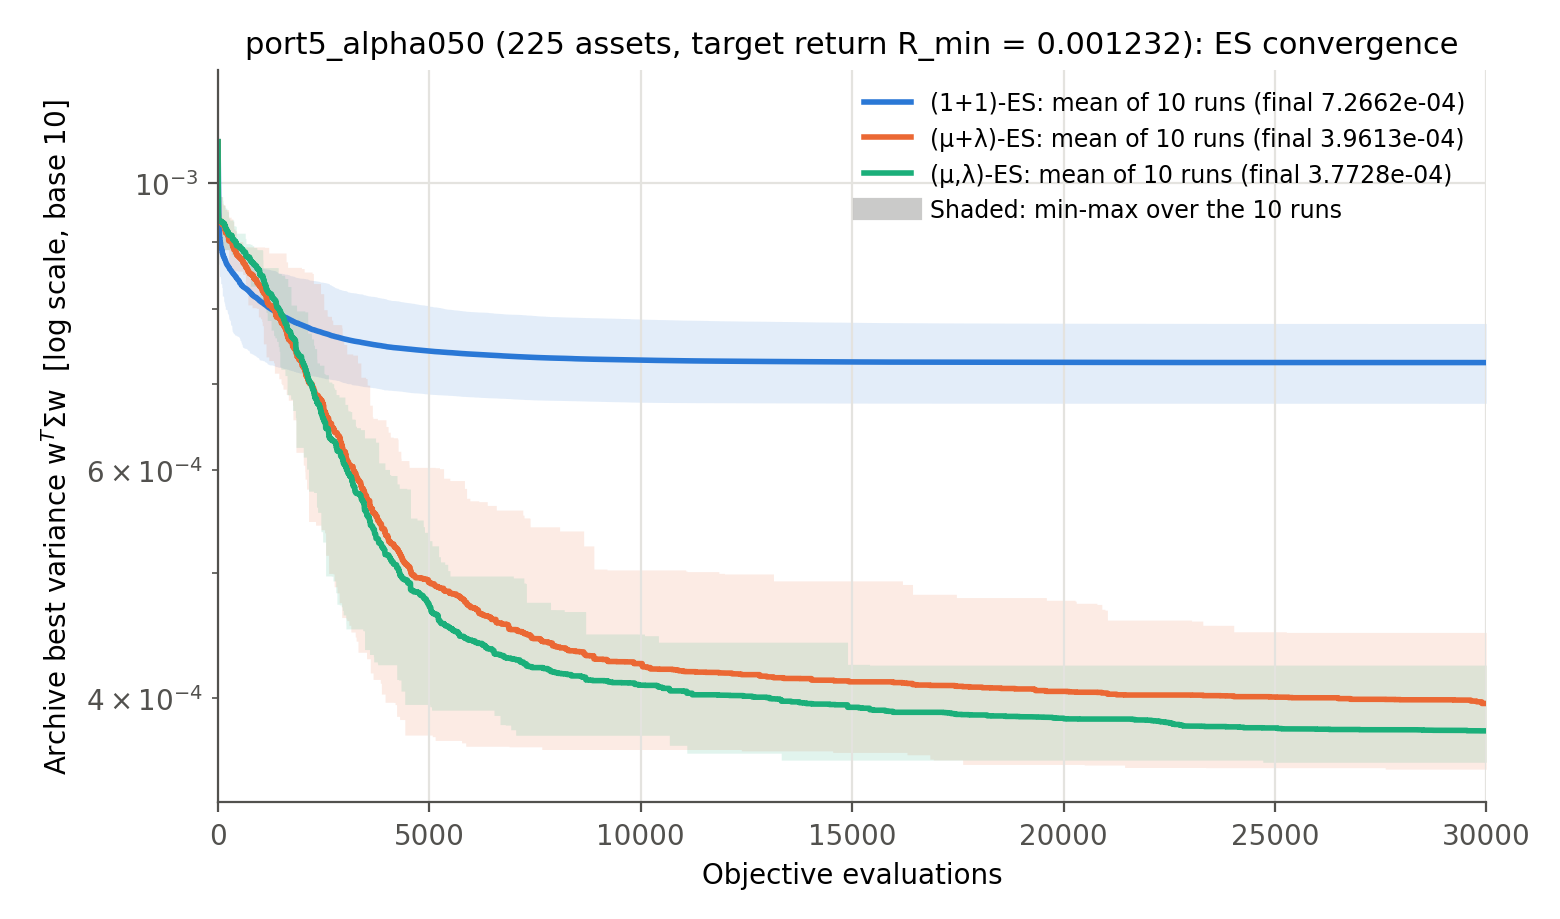 port5_alpha050 (225 assets, target return R_min = 0.001232): ES convergence
(1+1)-ES: mean of 10 runs (final 7.2662e-04)
(μ+λ)-ES: mean of 10 runs (final 3.9613e-04)
(μ,λ)-ES: mean of 10 runs (final 3.7728e-04)
Shaded: min-max over the 10 runs
Archive best variance wᵀΣw [log scale, base 10]
10⁻³
6 × 10⁻⁴
4 × 10⁻⁴
0 5000 10000 15000 20000 25000 30000
Objective evaluations